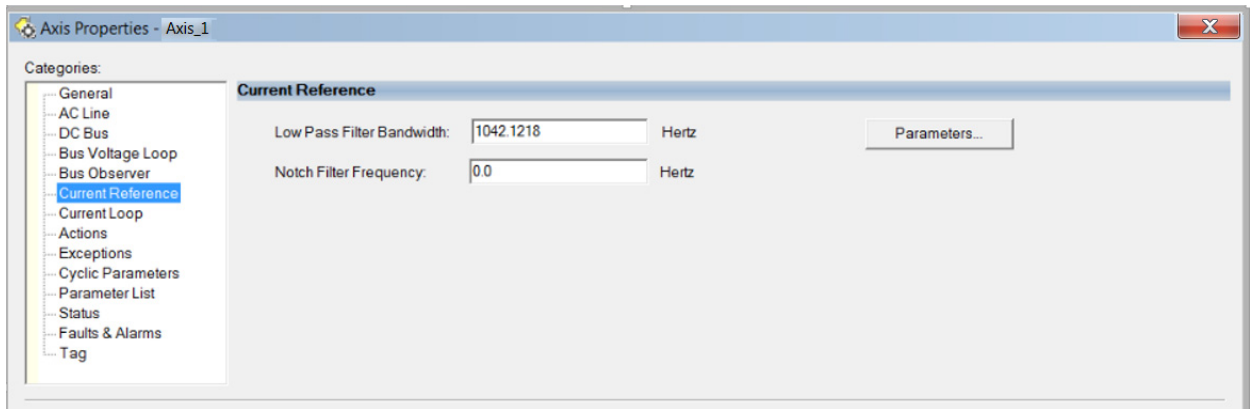 Axis Properties - Axis_1
X
Categories:
General
AC Line
DC Bus
Bus Voltage Loop
Bus Observer
Current Reference
Current Loop
Actions
Exceptions
Cyclic Parameters
Parameter List
Status
Faults & Alarms
Tag
Current Reference
Low Pass Filter Bandwidth: 1042.1218 Hertz Parameters...
Notch Filter Frequency: 0.0 Hertz